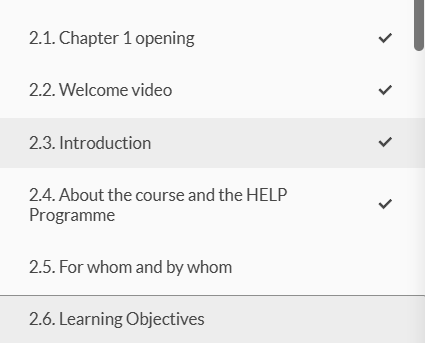 2.1. Chapter 1 opening
2.2. Welcome video
2.3. Introduction
2.4. About the course and the HELP
Programme
2.5. For whom and by whom
2.6. Learning Objectives